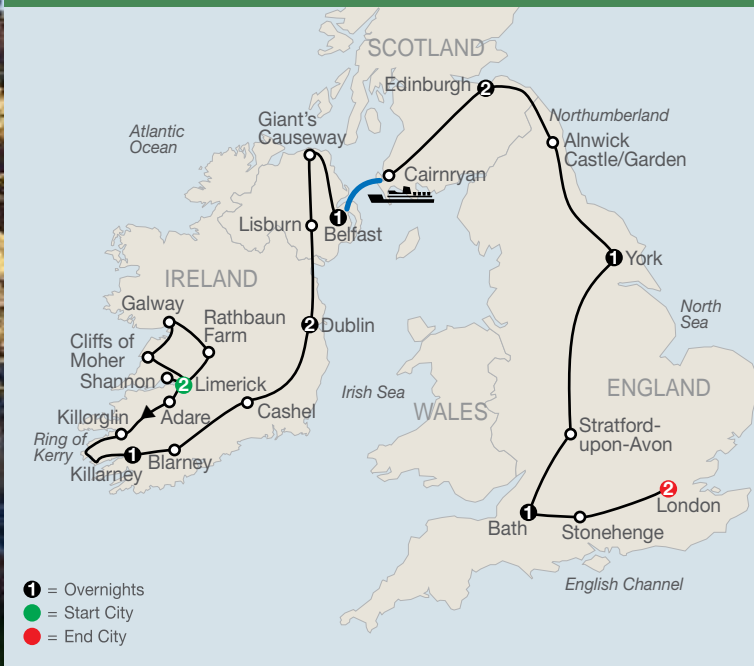 SCOTLAND
Edinburgh
2
Northumberland
Alnwick
Castle/Garden
Giant's
Causeway
Atlantic
Ocean
Cairnryan
Lisburn
1
Belfast
1
York
IRELAND
Galway
Rathbaun
Farm
Cliffs of
Moher
Shannon
2
Limerick
2
Dublin
North
Sea
Irish Sea
ENGLAND
WALES
Killorglin
Adare
Cashel
Ring of
Kerry
1
Killarney
Blarney
Stratford-
upon-Avon
2
London
1
Bath
Stonehenge
English Channel
1 = Overnights
= Start City
= End City